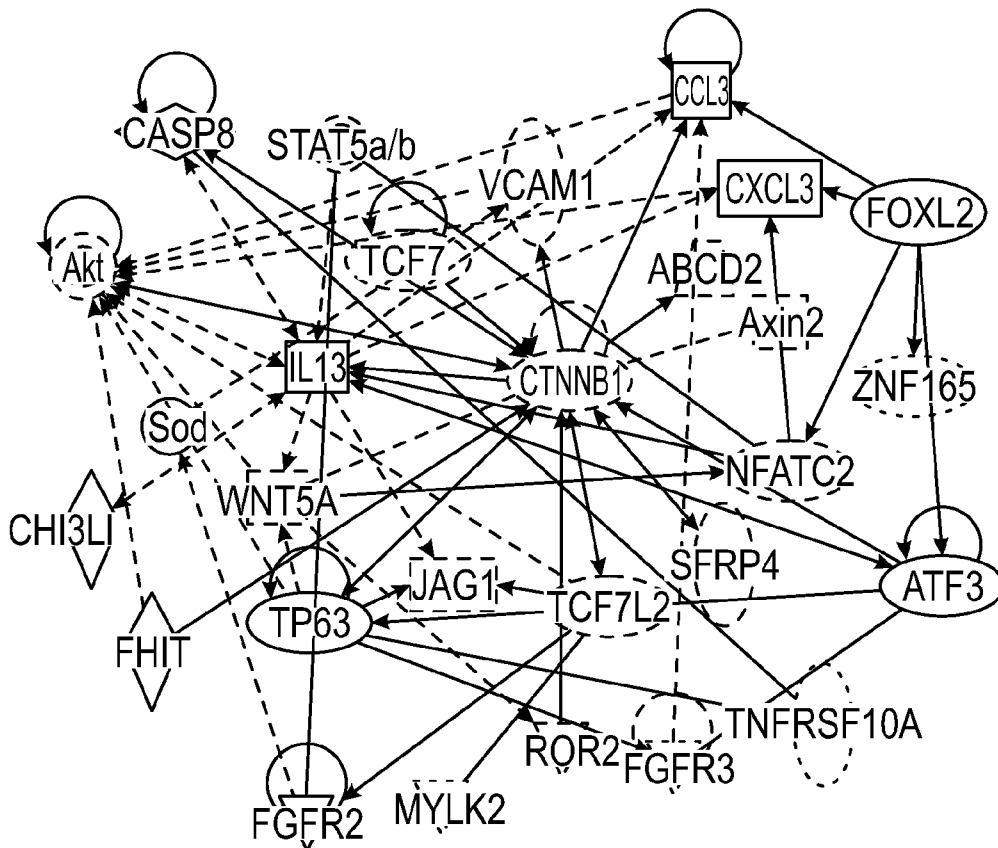 CCL3
CASP8
STAT5a/b
VCAM1
CXCL3
FOXL2
Akt
TCF7
ABCD2
Axin2
IL13
CTNNB1
ZNF165
Sod
NFATC2
WNT5A
CHI3LI
SFRP4
JAG1
ATF3
TP63
TCF7L2
FHIT
TNFRSF10A
ROR2
FGFR3
MYLK2
FGFR2